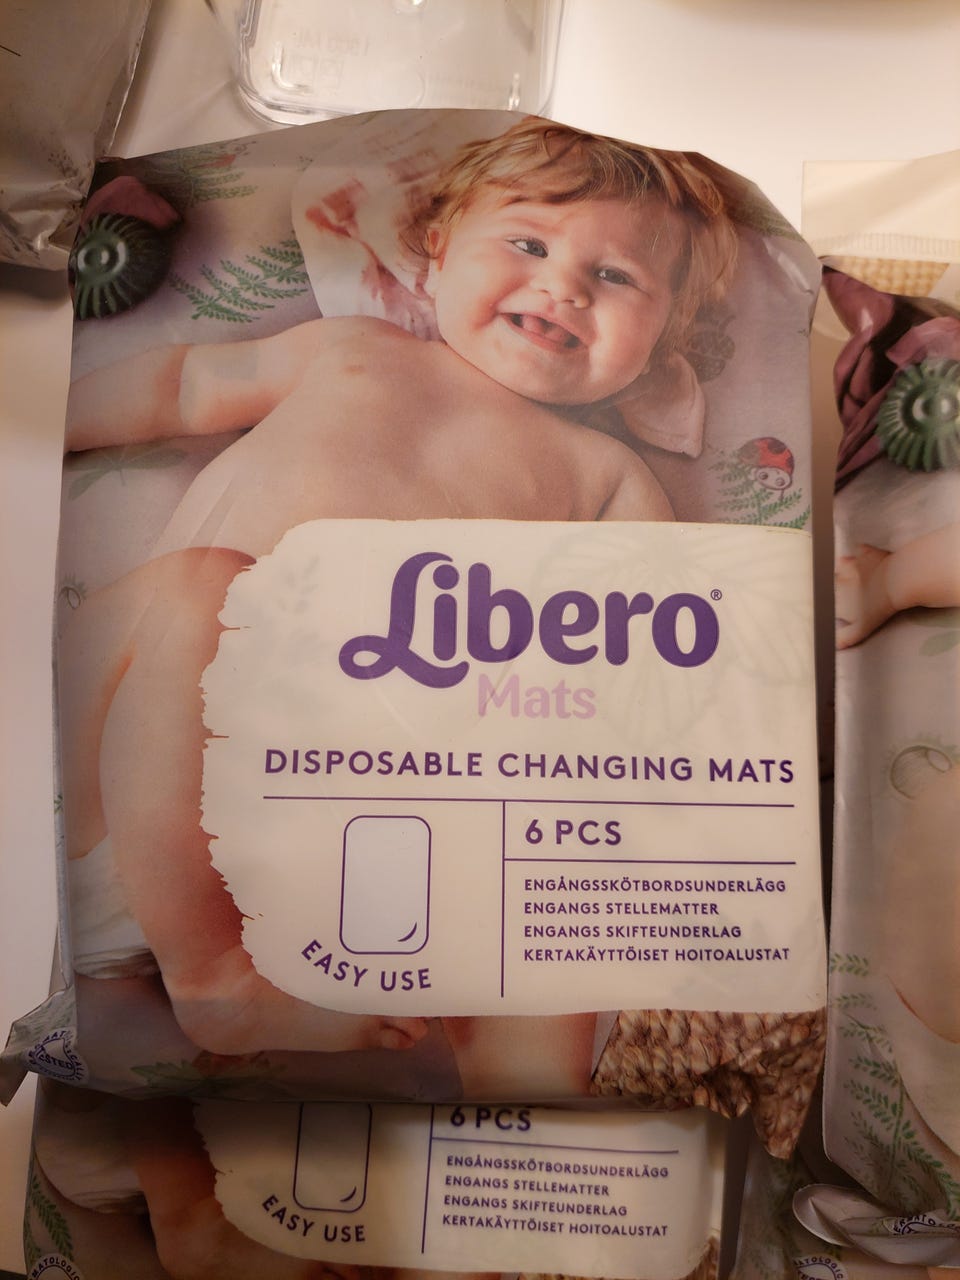 Libero®
Mats
DISPOSABLE CHANGING MATS
6 PCS
ENGÅNGSSKÖTBORDSUNDERLÄGG
ENGANGS STELLEMATTER
ENGANGS SKIFTEUNDERLAG
KERTAKÄYTTÖISET HOITOALUSTAT
EASY USE
6 PCS
ENGÅNGSSKÖTBORDSUNDERLÄGG
ENGANGS STELLEMATTER
ENGANGS SKIFTEUNDERLAG
KERTAKÄYTTÖISET HOITOALUSTAT
EASY USE